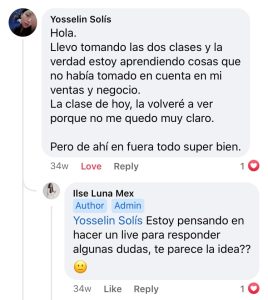 Yosselin Solís
Hola.
Llevo tomando las dos clases y la
verdad estoy aprendiendo cosas que
no había tomado en cuenta en mi
ventas y negocio.
La clase de hoy, la volveré a ver
porque no me quedo muy claro.
Pero de ahí en fuera todo super bien.
34w Love Reply 1
Ilse Luna Mex
Author Admin
Yosselin Solís Estoy pensando en
hacer un live para responder
algunas dudas, te parece la idea??
34w Like Reply 1